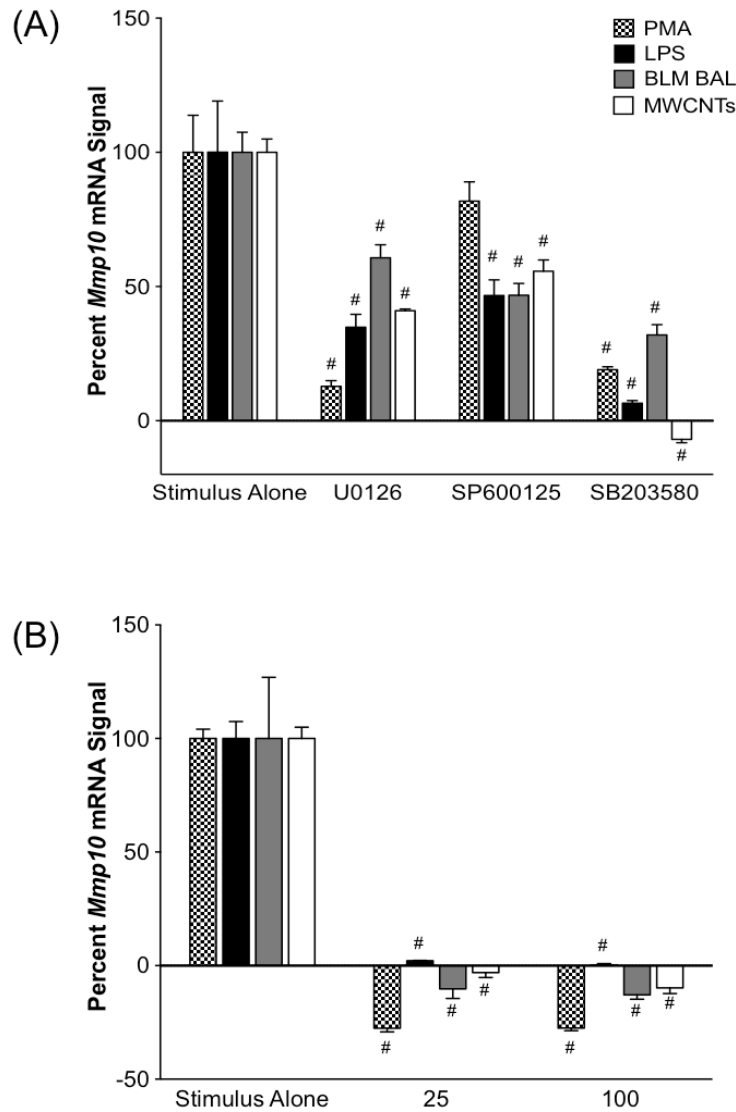 (A)
150
100
50
0
Percent Mmp10 mRNA Signal
PMA
LPS
BLM BAL
MWCNTs
# # # #
# # #
# # # #
Stimulus Alone U0126 SP600125 SB203580
(B)
150
100
50
0
-50
Percent Mmp10 mRNA Signal
# # # #
# # # #
Stimulus Alone 25 100